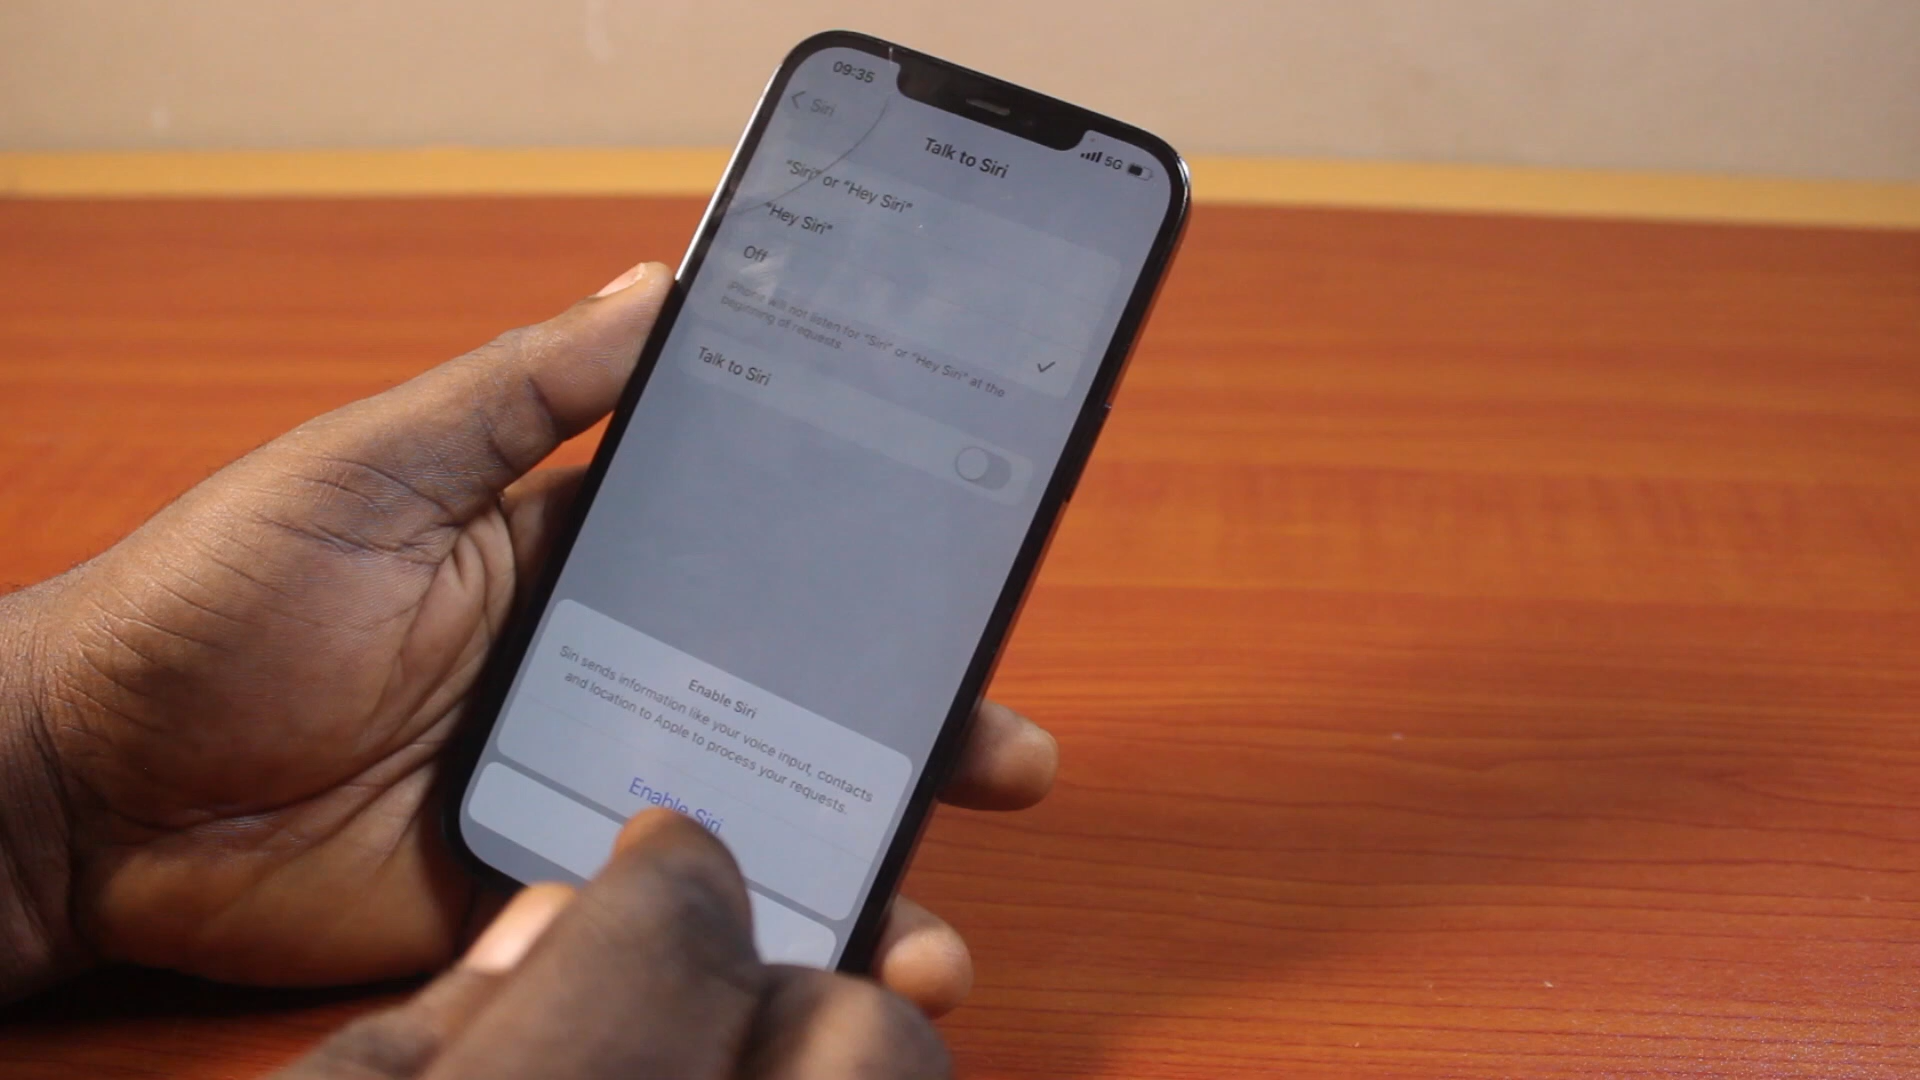 09:35
5G
Siri
Talk to Siri
"Siri" or "Hey Siri"
"Hey Siri"
Off
iPhone will not listen for "Siri" or "Hey Siri" at the
beginning of requests.
Talk to Siri
Enable Siri
Siri sends information like your voice input, contacts
and location to Apple to process your requests.
Enable Siri